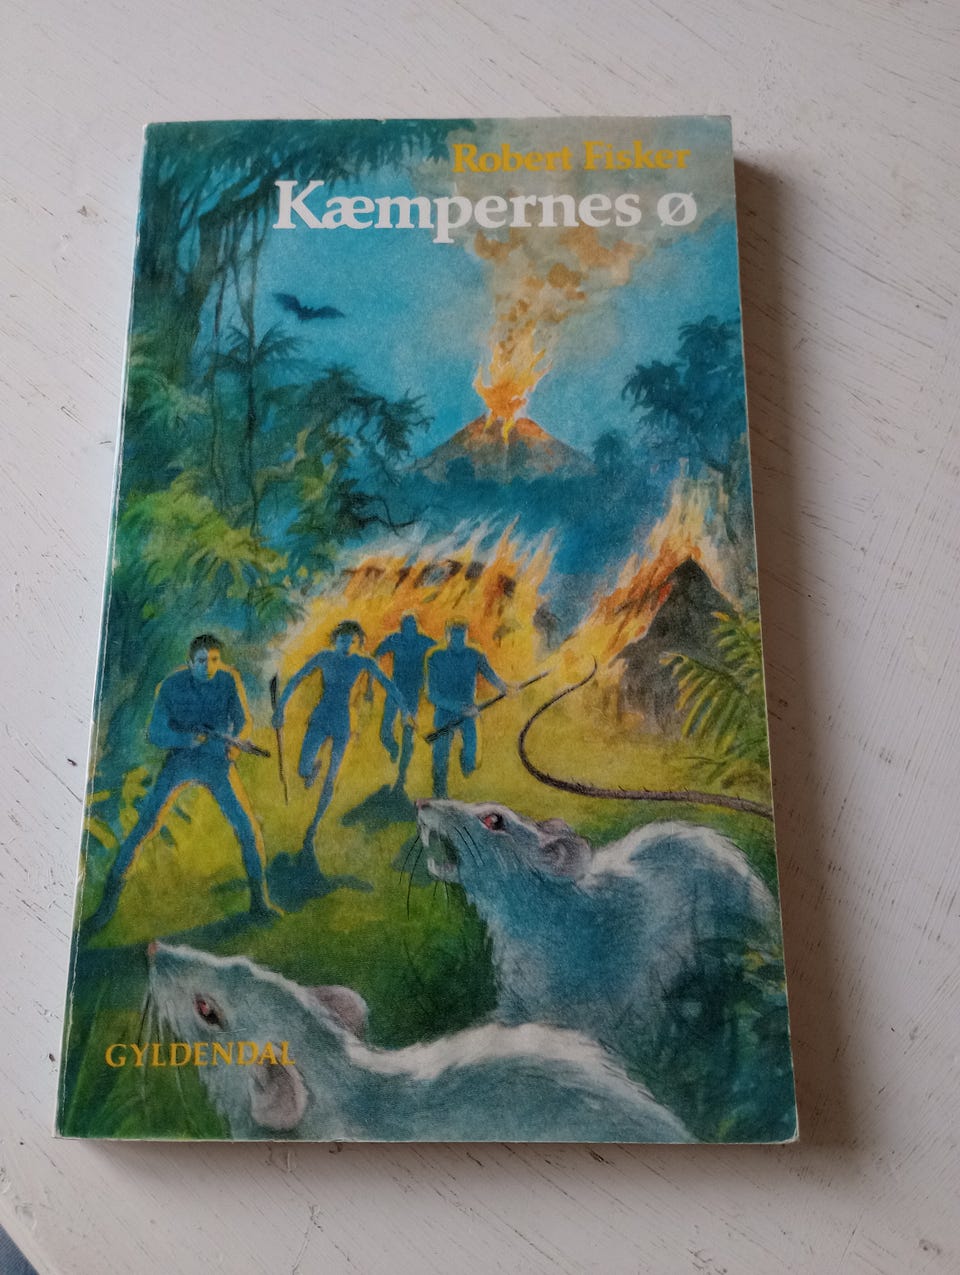 Robert Fisker
Kæmpernes ø
GYLDENDAL